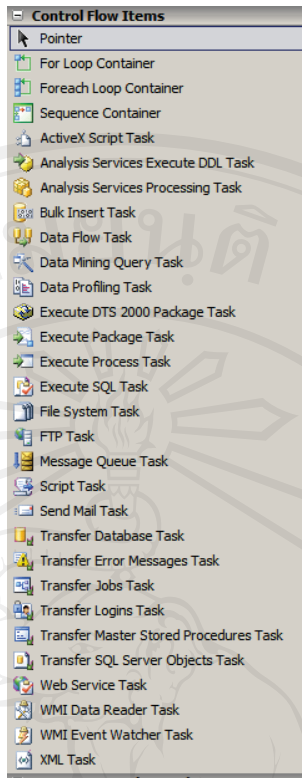 Control Flow Items
Pointer
For Loop Container
Foreach Loop Container
Sequence Container
ActiveX Script Task
Analysis Services Execute DDL Task
Analysis Services Processing Task
Bulk Insert Task
Data Flow Task
Data Mining Query Task
Data Profiling Task
Execute DTS 2000 Package Task
Execute Package Task
Execute Process Task
Execute SQL Task
File System Task
FTP Task
Message Queue Task
Script Task
Send Mail Task
Transfer Database Task
Transfer Error Messages Task
Transfer Jobs Task
Transfer Logins Task
Transfer Master Stored Procedures Task
Transfer SQL Server Objects Task
Web Service Task
WMI Data Reader Task
WMI Event Watcher Task
XML Task